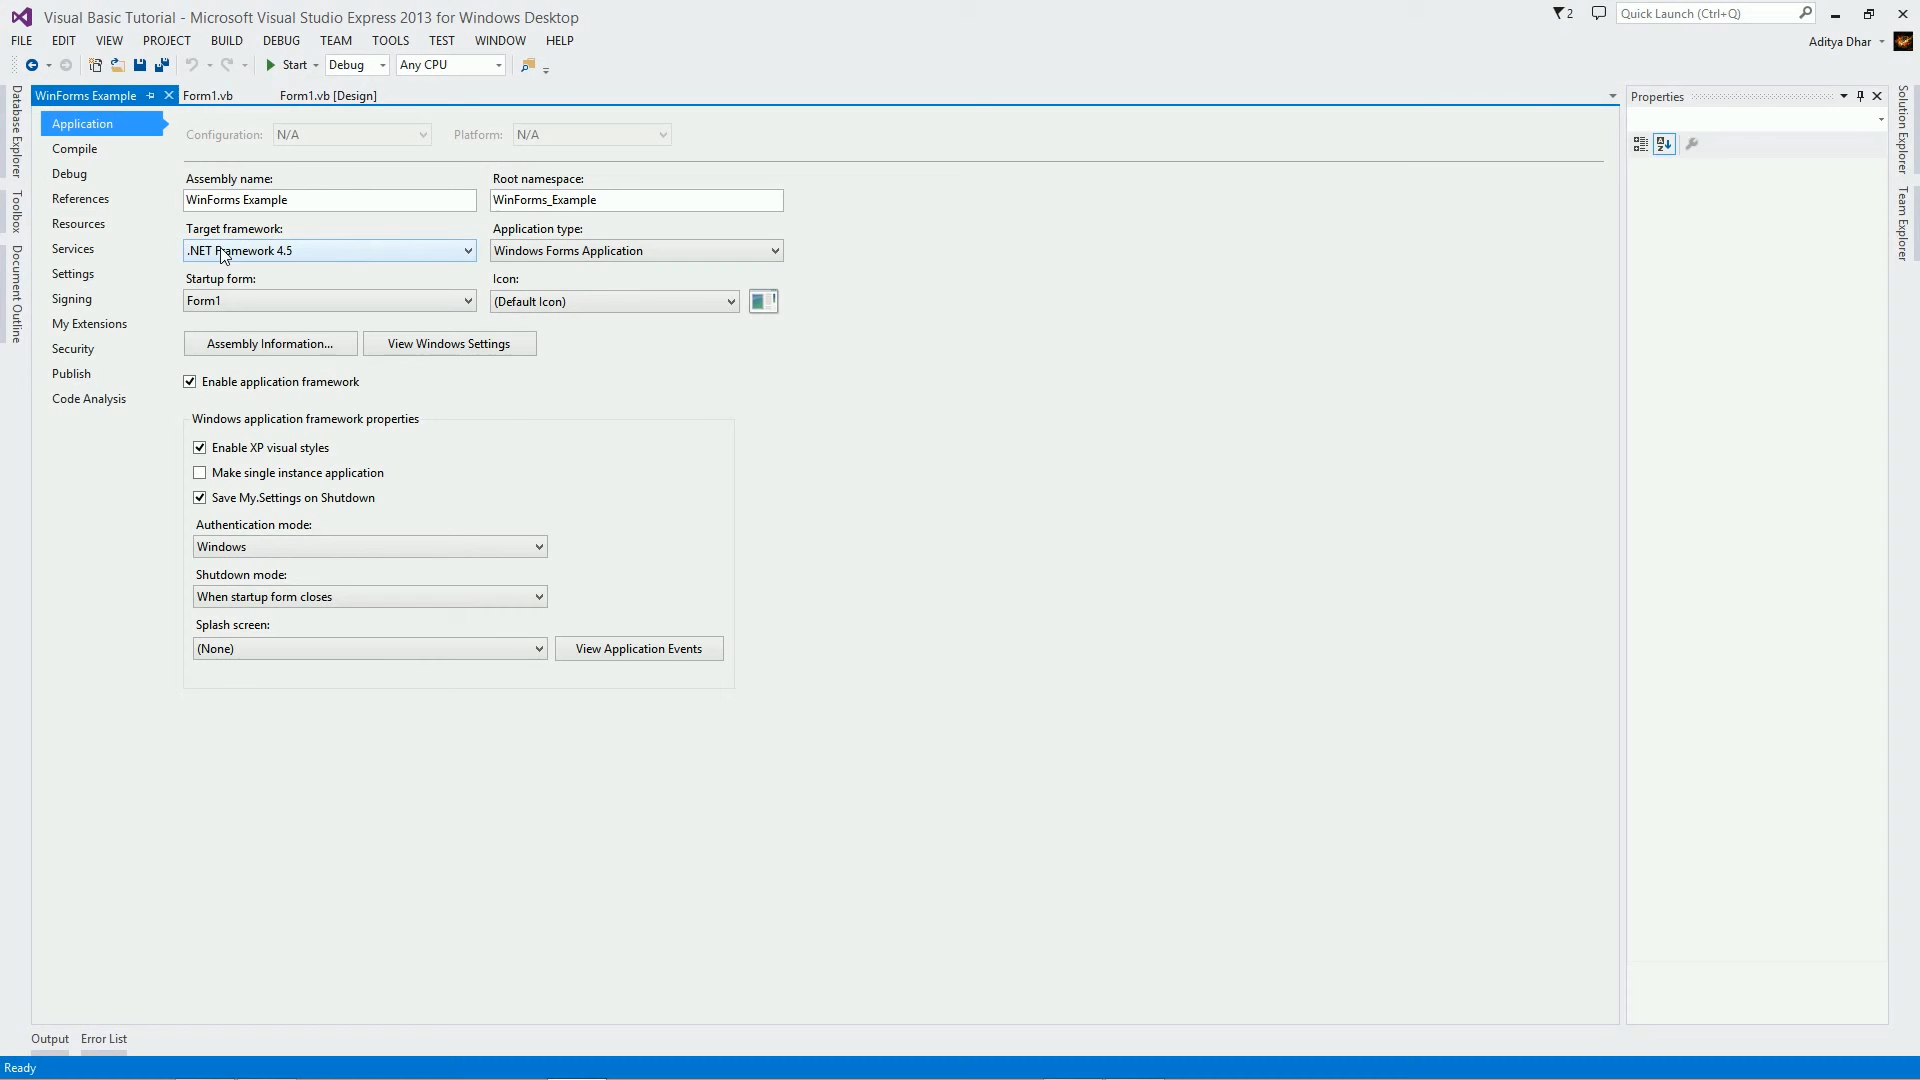 Visual Basic Tutorial - Microsoft Visual Studio Express 2013 for Windows Desktop
2
Quick Launch (Ctrl+Q)
FILE EDIT VIEW PROJECT BUILD DEBUG TEAM TOOLS TEST WINDOW HELP
Aditya Dhar
Start
Debug
Any CPU
Database Explorer
Toolbox
Document Outline
WinForms Example
Form1.vb
Form1.vb [Design]
Application
Compile
Debug
References
Resources
Services
Settings
Signing
My Extensions
Security
Publish
Code Analysis
Configuration: N/A
Platform: N/A
Assembly name:
WinForms Example
Root namespace:
WinForms_Example
Target framework:
.NET Framework 4.5
Application type:
Windows Forms Application
Startup form:
Form1
Icon:
(Default Icon)
Assembly Information...
View Windows Settings
Enable application framework
Windows application framework properties
Enable XP visual styles
Make single instance application
Save My.Settings on Shutdown
Authentication mode:
Windows
Shutdown mode:
When startup form closes
Splash screen:
(None)
View Application Events
Properties
Solution Explorer
Team Explorer
Output
Error List
Ready